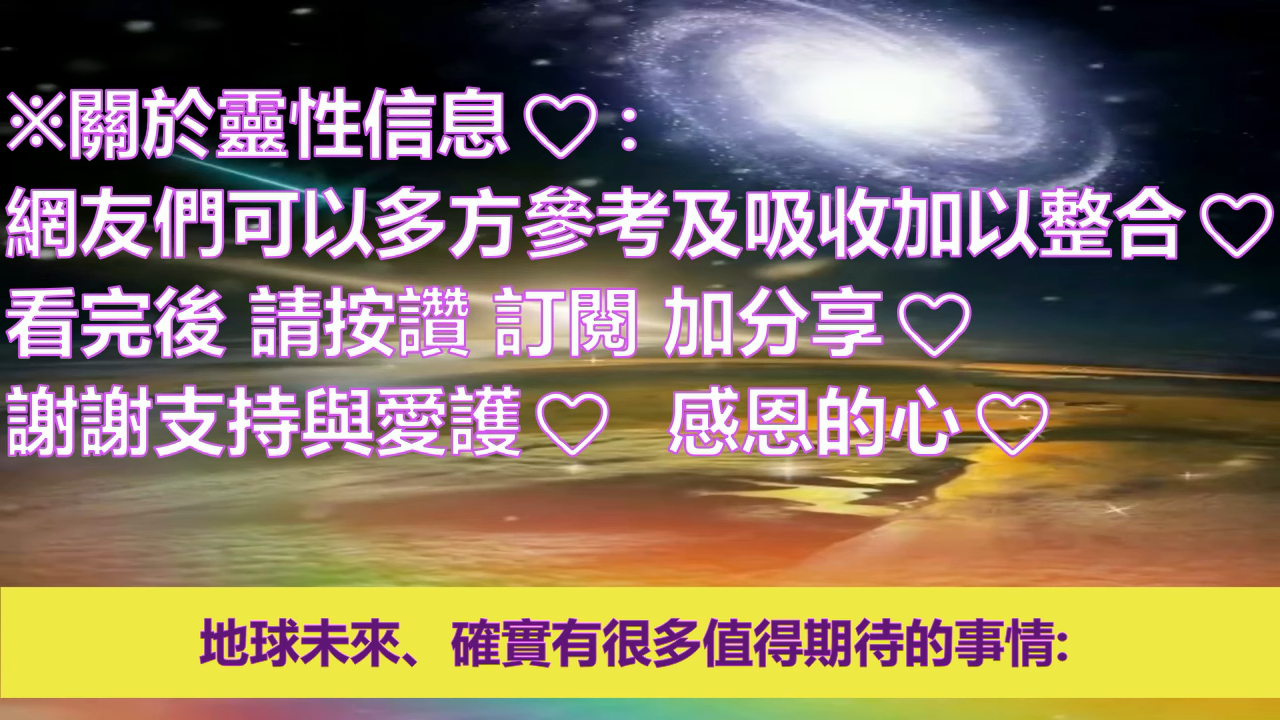 ※關於靈性信息♡:
網友們可以多方參考及吸收加以整合♡
看完後 請按讚 訂閱 加分享♡
謝謝支持與愛護♡ 感恩的心♡
地球未來、確實有很多值得期待的事情: